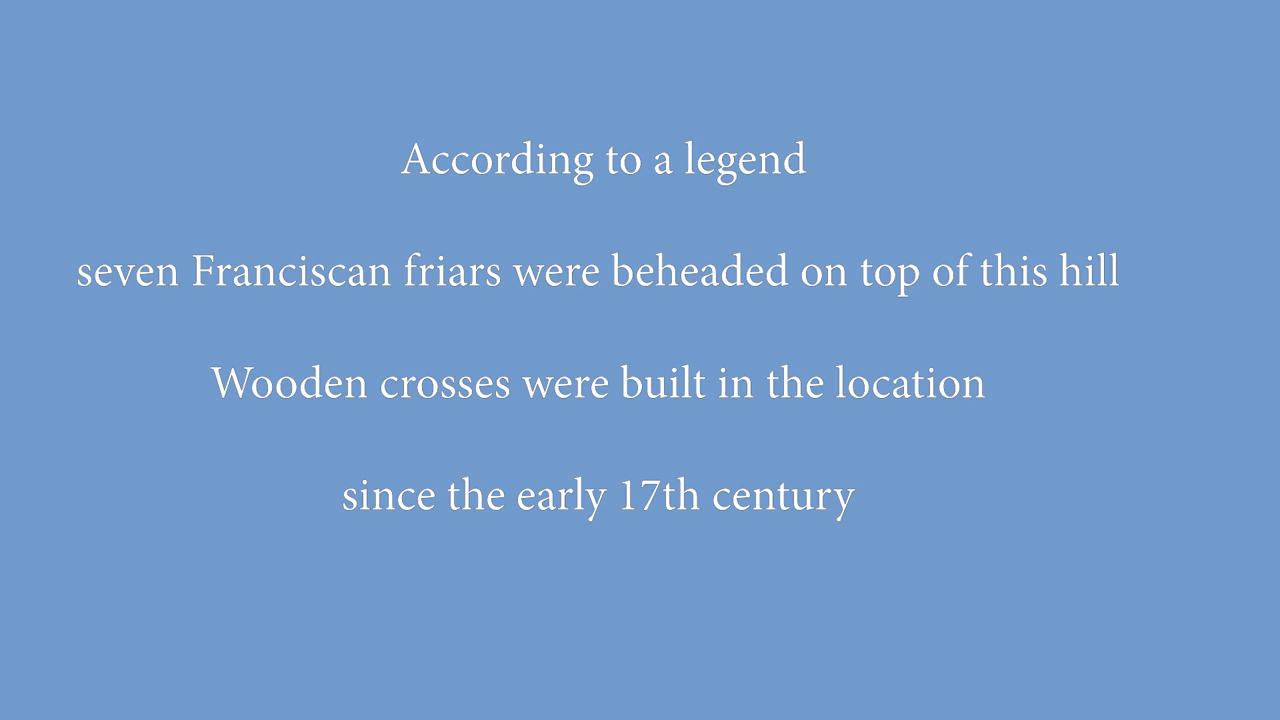 According to a legend
seven Franciscan friars were beheaded on top of this hill
Wooden crosses were built in the location
since the early 17th century